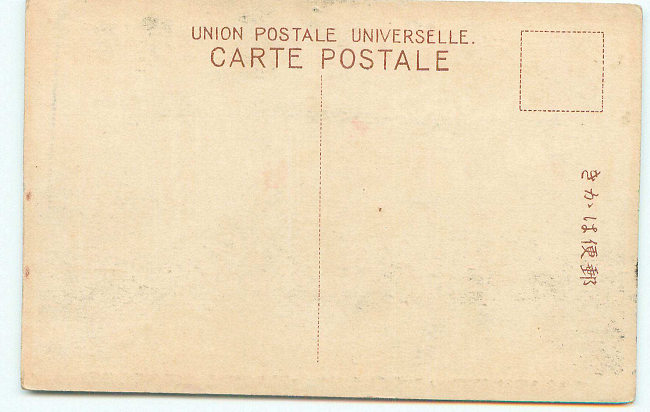 UNION POSTALE UNIVERSELLE.
CARTE POSTALE
郵便はかき